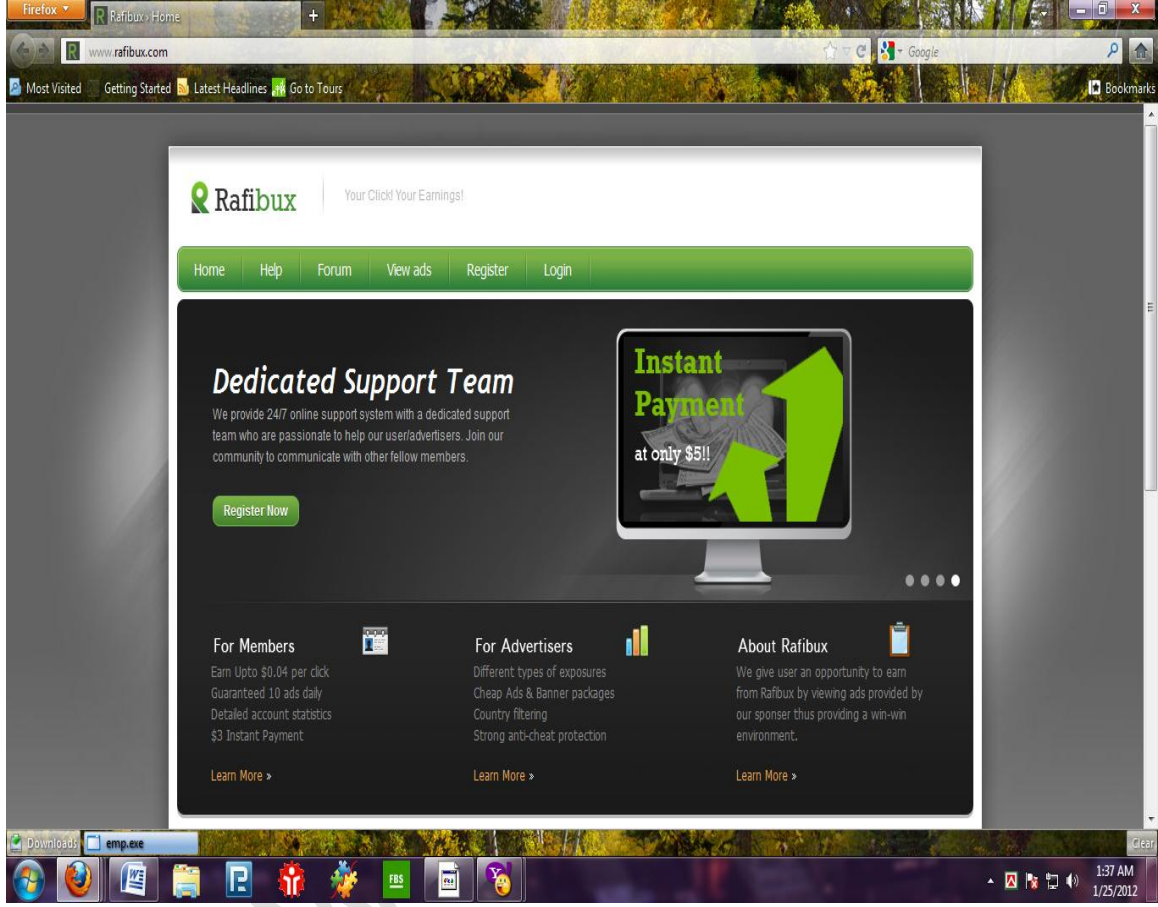 Firefox
Rafibux › Home
www.rafibux.com
Google
Most Visited
Getting Started
Latest Headlines
Go to Tours
Bookmarks
Rafibux
Your Click! Your Earnings!
Home
Help
Forum
View ads
Register
Login
Dedicated Support Team
We provide 24/7 online support system with a dedicated support
team who are passionate to help our user/advertisers. Join our
community to communicate with other fellow members.
Register Now
Instant
Payment
at only $5!!
For Members
Earn Upto $0.04 per click
Guaranteed 10 ads daily
Detailed account statistics
$3 Instant Payment
Learn More »
For Advertisers
Different types of exposures
Cheap Ads & Banner packages
Country filtering
Strong anti-cheat protection
Learn More »
About Rafibux
We give user an opportunity to earn
from Rafibux by viewing ads provided by
our sponser thus providing a win-win
environment.
Learn More »
Downloads
emp.exe
Clear
FBS
1:37 AM
1/25/2012